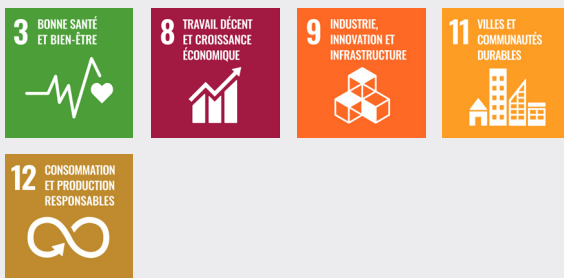 3 BONNE SANTÉ
ET BIEN-ÊTRE
8 TRAVAIL DÉCENT
ET CROISSANCE
ÉCONOMIQUE
9 INDUSTRIE,
INNOVATION ET
INFRASTRUCTURE
11 VILLES ET
COMMUNAUTÉS
DURABLES
12 CONSOMMATION
ET PRODUCTION
RESPONSABLES